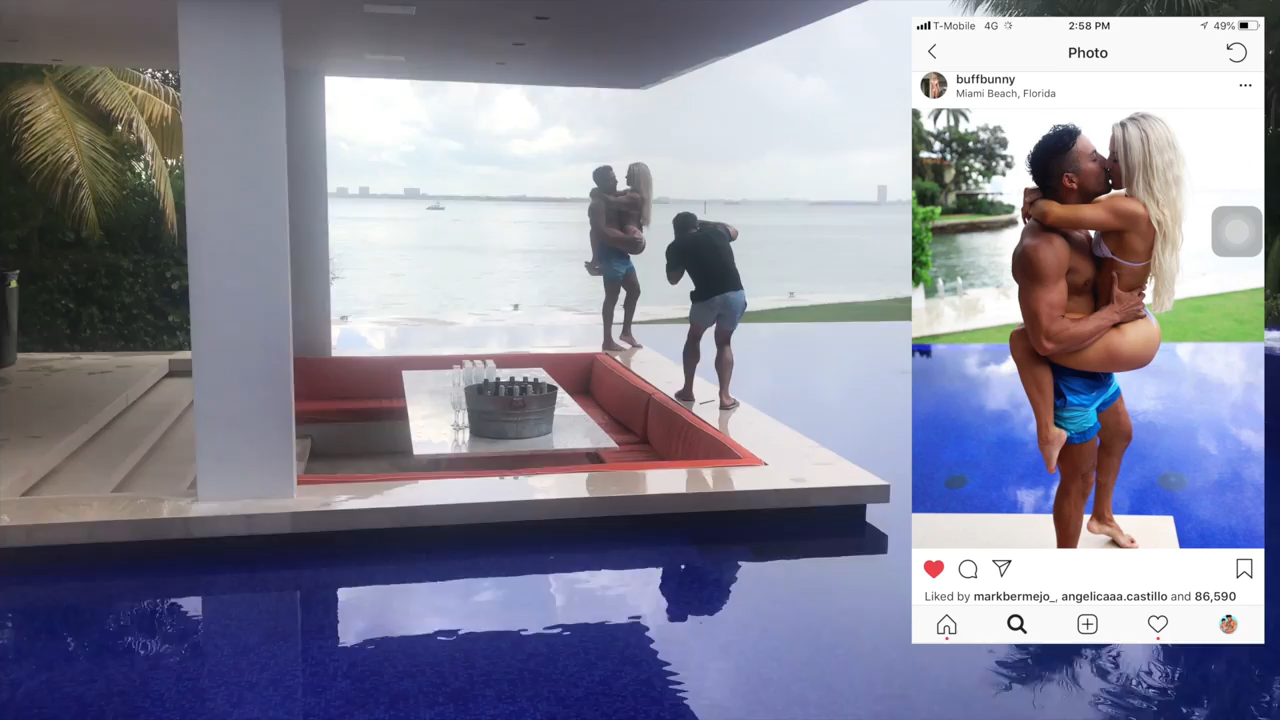 T-Mobile 4G 2:58 PM 49%
Photo
buffbunny
Miami Beach, Florida
Liked by markbermejo_, angelicaaa.castillo and 86,590